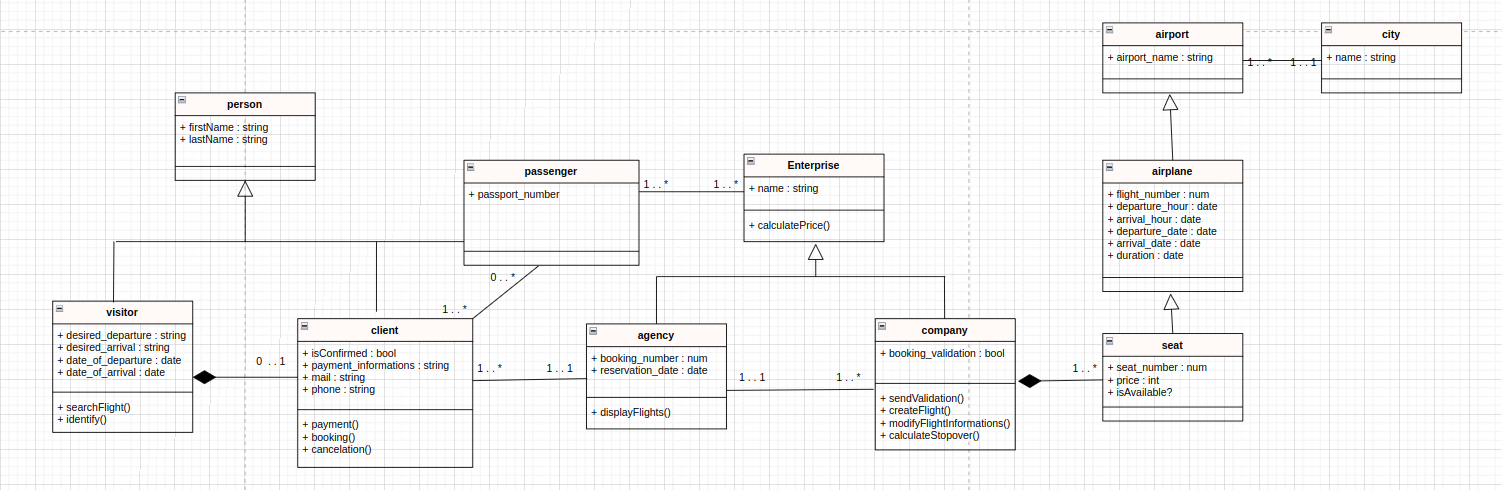 airport
+ airport_name : string
1 . . *
1 . . 1
city
+ name : string
person
+ firstName : string
+ lastName : string
passenger
+ passport_number
1 . . *
1 . . *
Enterprise
+ name : string
+ calculatePrice()
airplane
+ flight_number : num
+ departure_hour : date
+ arrival_hour : date
+ departure_date : date
+ arrival_date : date
+ duration : date
0 . . *
1 . . *
visitor
+ desired_departure : string
+ desired_arrival : string
+ date_of_departure : date
+ date_of_arrival : date
+ searchFlight()
+ identify()
0 . . 1
client
+ isConfirmed : bool
+ payment_informations : string
+ mail : string
+ phone : string
+ payment()
+ booking()
+ cancelation()
1 . . *
1 . . 1
agency
+ booking_number : num
+ reservation_date : date
+ displayFlights()
1 . . 1
1 . . *
company
+ booking_validation : bool
+ sendValidation()
+ createFlight()
+ modifyFlightInformations()
+ calculateStopover()
1 . . *
seat
+ seat_number : num
+ price : int
+ isAvailable?